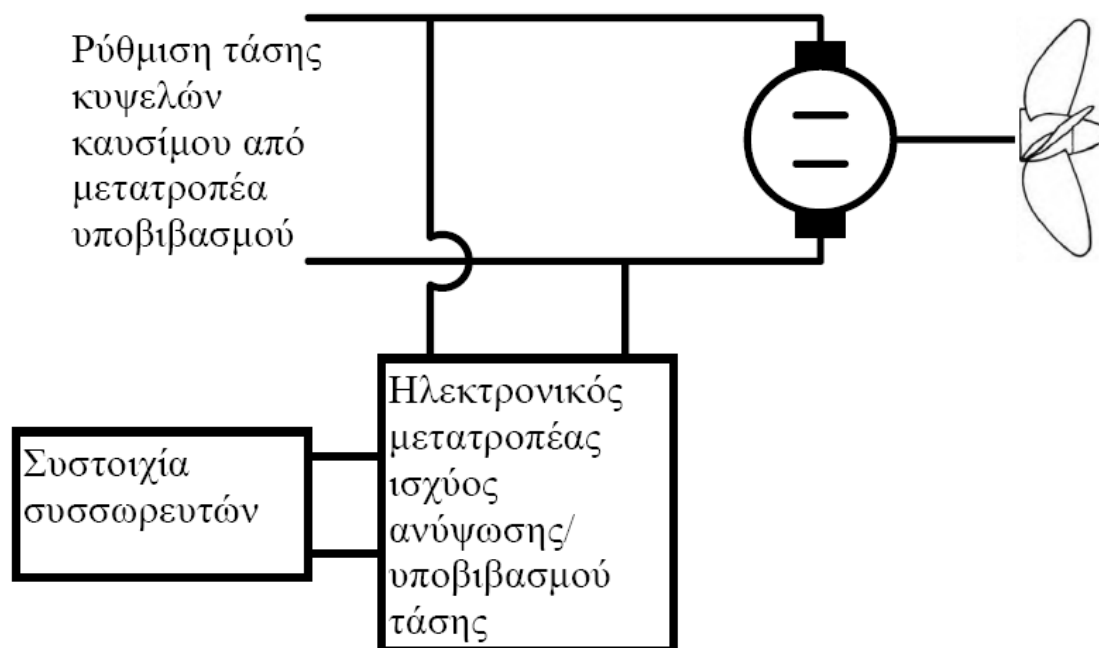 Ρύθμιση τάσης
κυψελών
καυσίμου από
μετατροπέα
υποβιβασμού
Ηλεκτρονικός
μετατροπέας
ισχύος
ανύψωσης/
υποβιβασμού
τάσης
Συστοιχία
συσσωρευτών